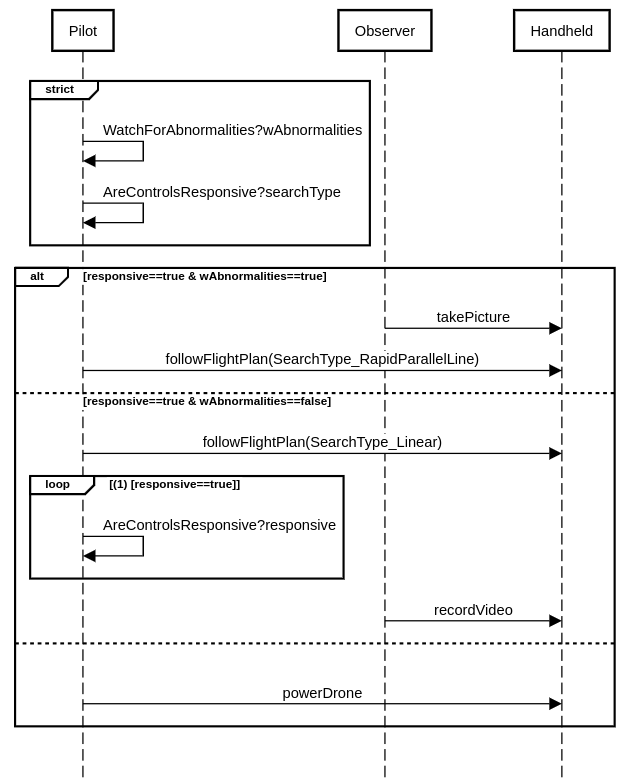 Pilot
Observer
Handheld
strict
WatchForAbnormalities?wAbnormalities
AreControlsResponsive?searchType
alt
[responsive==true & wAbnormalities==true]
takePicture
followFlightPlan(SearchType_RapidParallelLine)
[responsive==true & wAbnormalities==false]
followFlightPlan(SearchType_Linear)
loop
[(1) [responsive==true]]
AreControlsResponsive?responsive
recordVideo
powerDrone